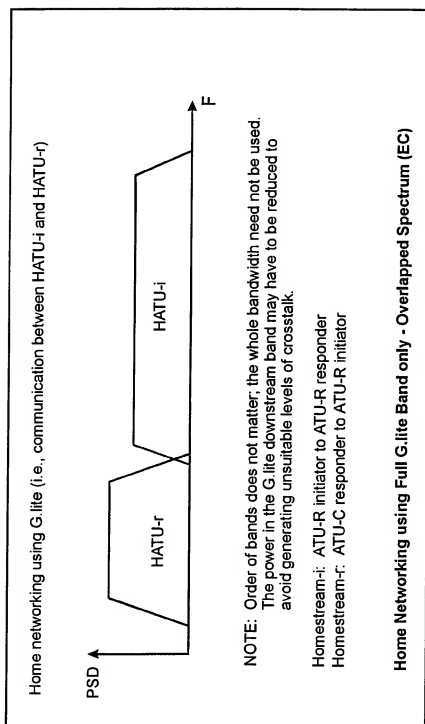 Home networking using G.lite (i.e., communication between HATU-i and HATU-r)
PSD
HATU-r
HATU-i
F
NOTE: Order of bands does not matter; the whole bandwidth need not be used.
The power in the G.lite downstream band may have to be reduced to
avoid generating unsuitable levels of crosstalk.
Homestream-i: ATU-R initiator to ATU-R responder
Homestream-r: ATU-C responder to ATU-R initiator
Home Networking using Full G.lite Band only - Overlapped Spectrum (EC)